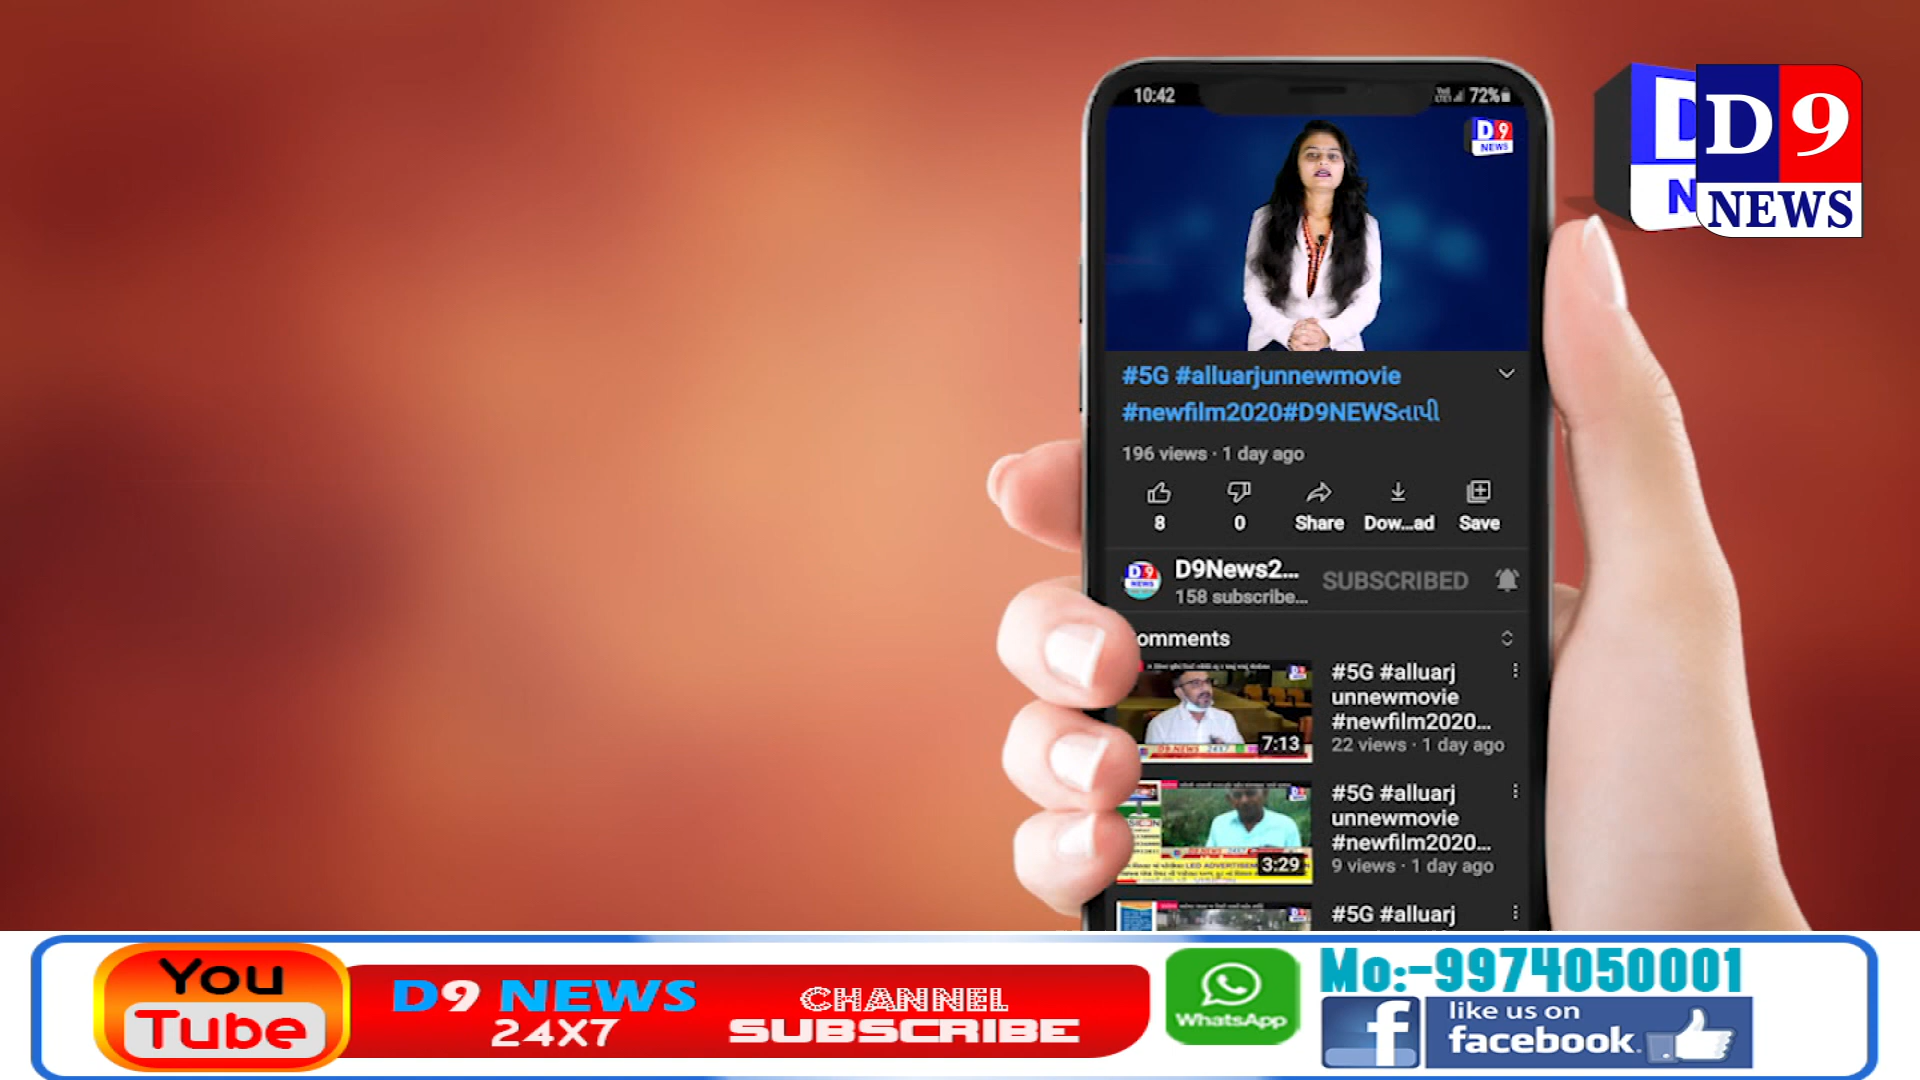 10:42
72%
D9
NEWS
D9
NEWS
#5G #alluarjunnewmovie
#newfilm2020#D9NEWSતાપી
196 views · 1 day ago
8
0
Share
Dow...ad
Save
D9News2...
158 subscribe...
SUBSCRIBED
omments
#5G #alluarj
unnewmovie
#newfilm2020...
22 views · 1 day ago
7:13
#5G #alluarj
unnewmovie
#newfilm2020...
9 views · 1 day ago
3:29
#5G #alluarj
You
Tube
D9 NEWS
24X7
CHANNEL
SUBSCRIBE
WhatsApp
Mo:-9974050001
like us on
facebook.